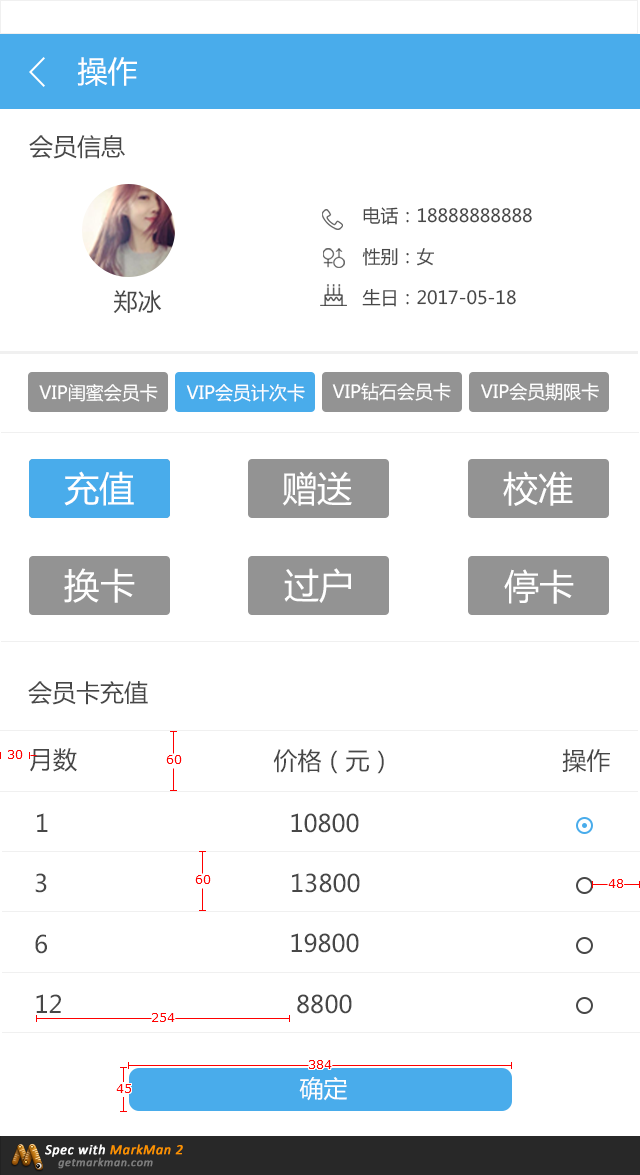 操作
会员信息
电话：18888888888
性别：女
郑冰
生日：2017-05-18
VIP闺蜜会员卡 VIP会员计次卡 VIP钻石会员卡 VIP会员期限卡
充值 赠送 校准
换卡 过户 停卡
会员卡充值
30 月数 60 价格（元） 操作
1 10800
60
3 13800 48
6 19800
12 8800
254
384
45 确定
Spec with MarkMan 2
getmarkman.com